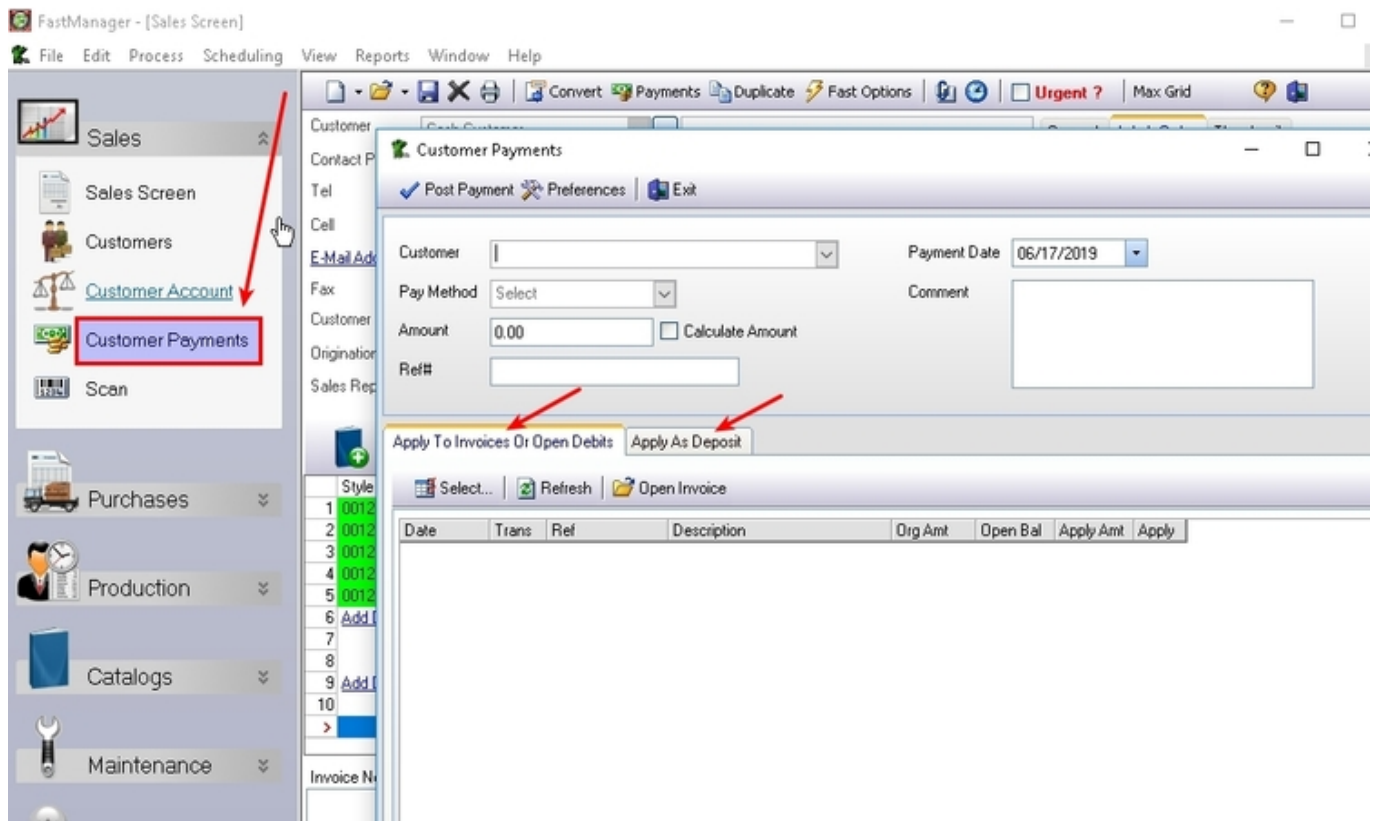 FastManager - [Sales Screen]
File Edit Process Scheduling View Reports Window Help
Convert Payments Duplicate Fast Options Urgent ? Max Grid
Sales
Sales Screen
Customers
Customer Account
Customer Payments
Scan
Purchases
Production
Catalogs
Maintenance
Customer
Contact P
Tel
Cell
E-Mail Add
Fax
Customer
Origination
Sales Rep
Style
1 0012
2 0012
3 0012
4 0012
5 0012
6 Add D
7
8
9 Add D
10
>
Invoice N
Customer Payments
Post Payment Preferences Exit
Customer Payment Date 06/17/2019
Pay Method Select Comment
Amount 0.00 Calculate Amount
Ref#
Apply To Invoices Or Open Debits Apply As Deposit
Select... Refresh Open Invoice
Date Trans Ref Description Org Amt Open Bal Apply Amt Apply